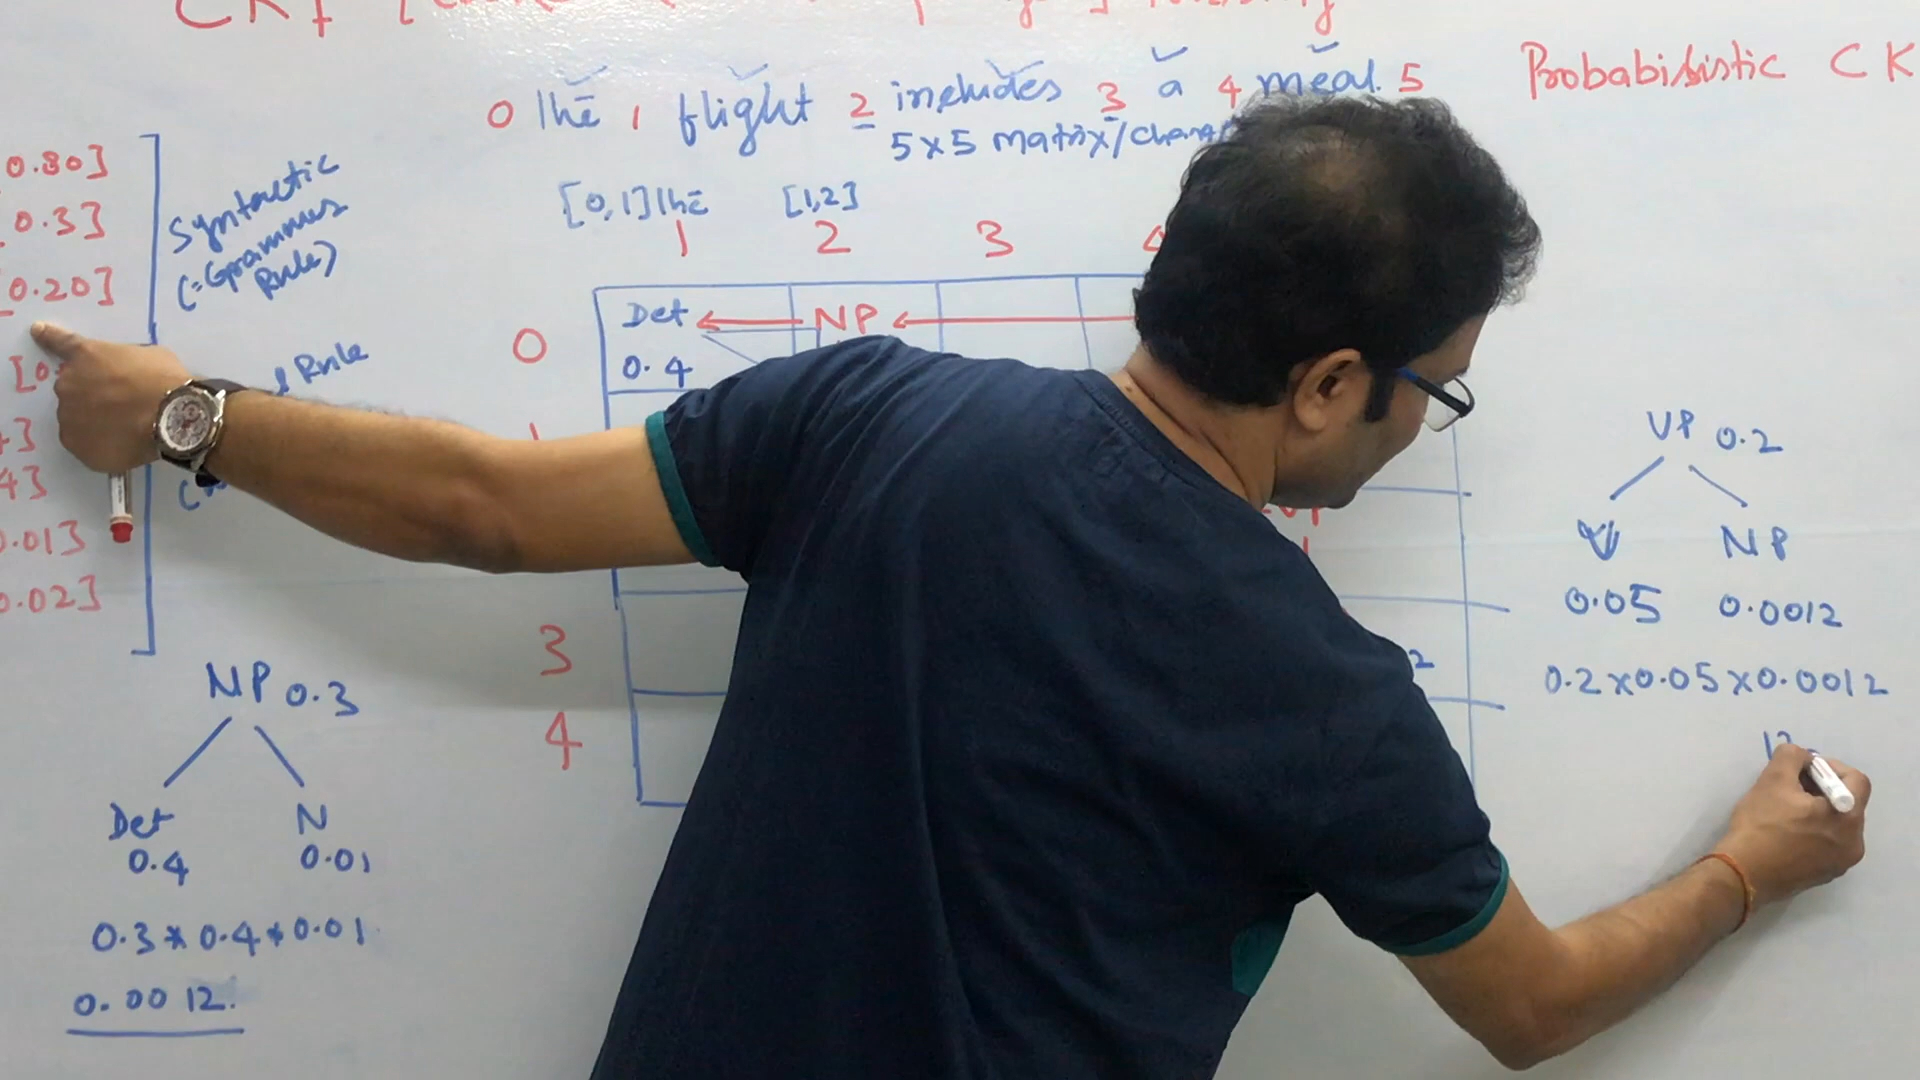 0 The 1 flight 2 includes 3 a 4 meal. 5
Probabilistic CK
5×5 matrix/
0.80]
0.3]
0.20]
Syntactic
(=Grammar
Rule)
[0,1] The [1,2]
1 2 3 4
0 Det NP
0.4
Rule
[0.
43
0.013
0.02]
3
4
NP 0.3
Det N
0.4 0.01
0.3*0.4*0.01
0.0012.
VP 0.2
V NP
0.05 0.0012
0.2×0.05×0.0012
12